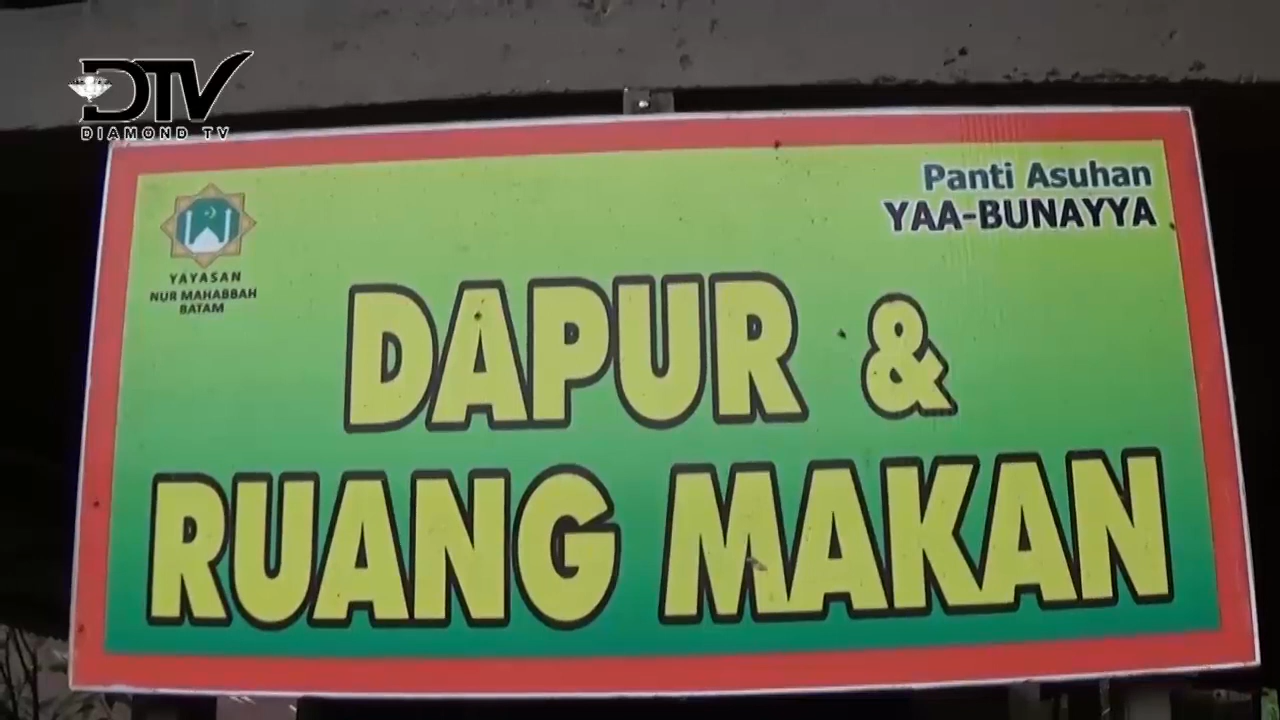 DTV
DIAMOND TV
Panti Asuhan
YAA-BUNAYYA
YAYASAN
NUR MAHABBAH
BATAM
DAPUR &
RUANG MAKAN